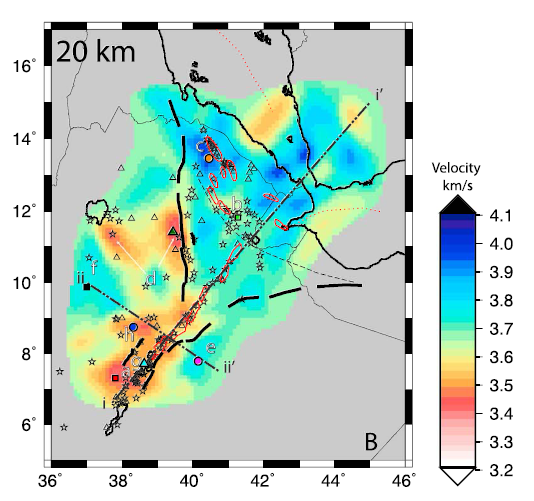 20 km
16°
14°
12°
10°
8°
6°
36° 38° 40° 42° 44° 46°
i'
c
b
f
d
ii
h
e
g
a
ii'
i
B
Velocity
km/s
4.1
4.0
3.9
3.8
3.7
3.6
3.5
3.4
3.3
3.2